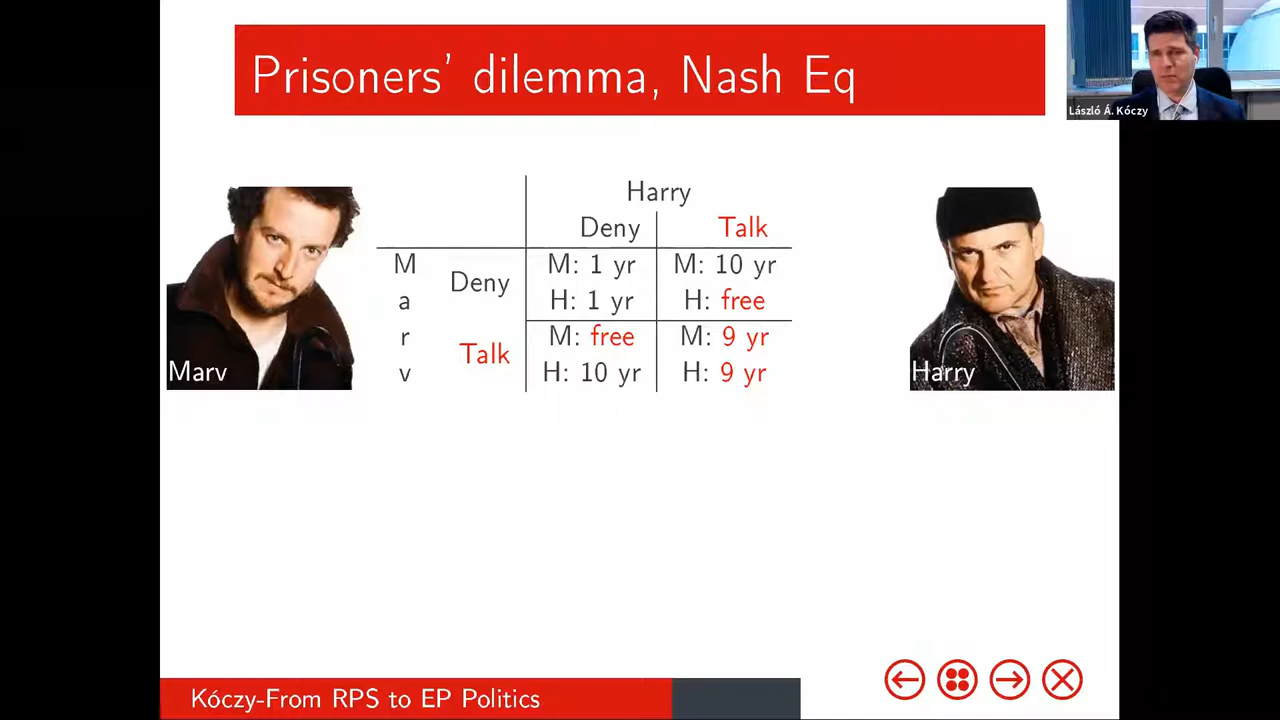 Prisoners' dilemma, Nash Eq
László Á. Kóczy
Harry
Deny Talk
M a r v
Deny M: 1 yr M: 10 yr
H: 1 yr H: free
Talk M: free M: 9 yr
H: 10 yr H: 9 yr
Marv
Harry
Kóczy-From RPS to EP Politics